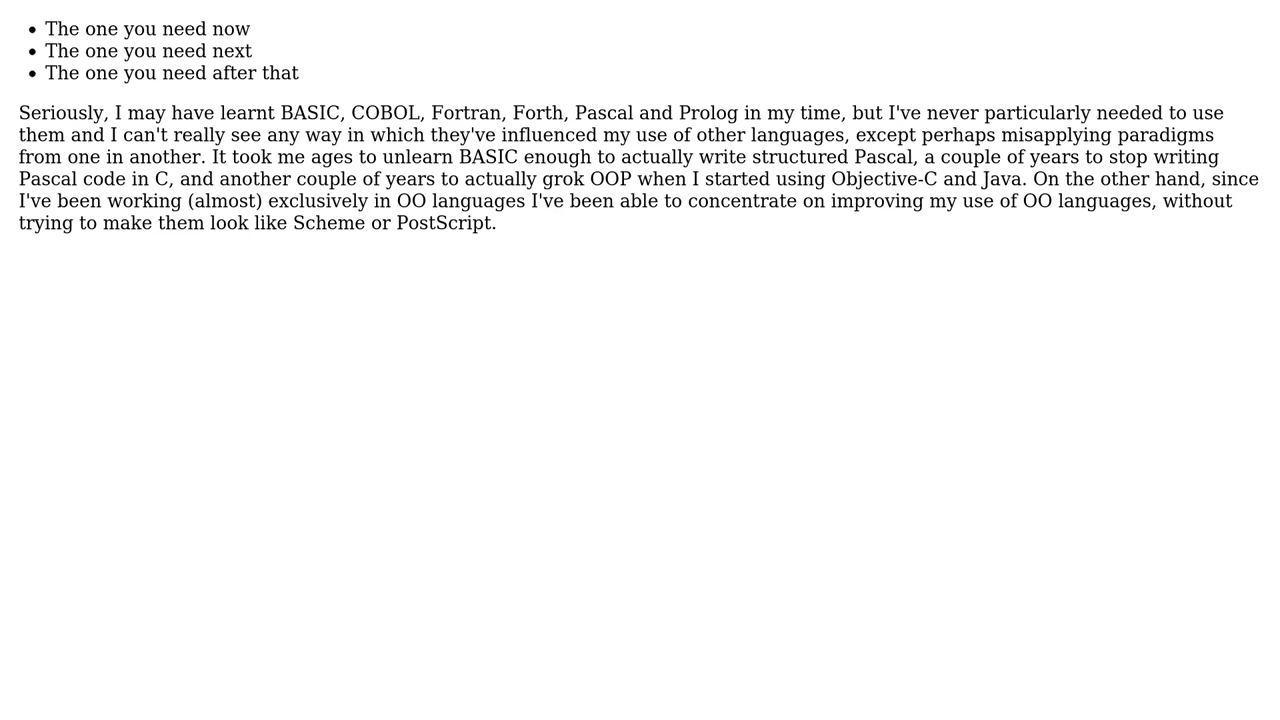 • The one you need now
• The one you need next
• The one you need after that
Seriously, I may have learnt BASIC, COBOL, Fortran, Forth, Pascal and Prolog in my time, but I've never particularly needed to use
them and I can't really see any way in which they've influenced my use of other languages, except perhaps misapplying paradigms
from one in another. It took me ages to unlearn BASIC enough to actually write structured Pascal, a couple of years to stop writing
Pascal code in C, and another couple of years to actually grok OOP when I started using Objective-C and Java. On the other hand, since
I've been working (almost) exclusively in OO languages I've been able to concentrate on improving my use of OO languages, without
trying to make them look like Scheme or PostScript.